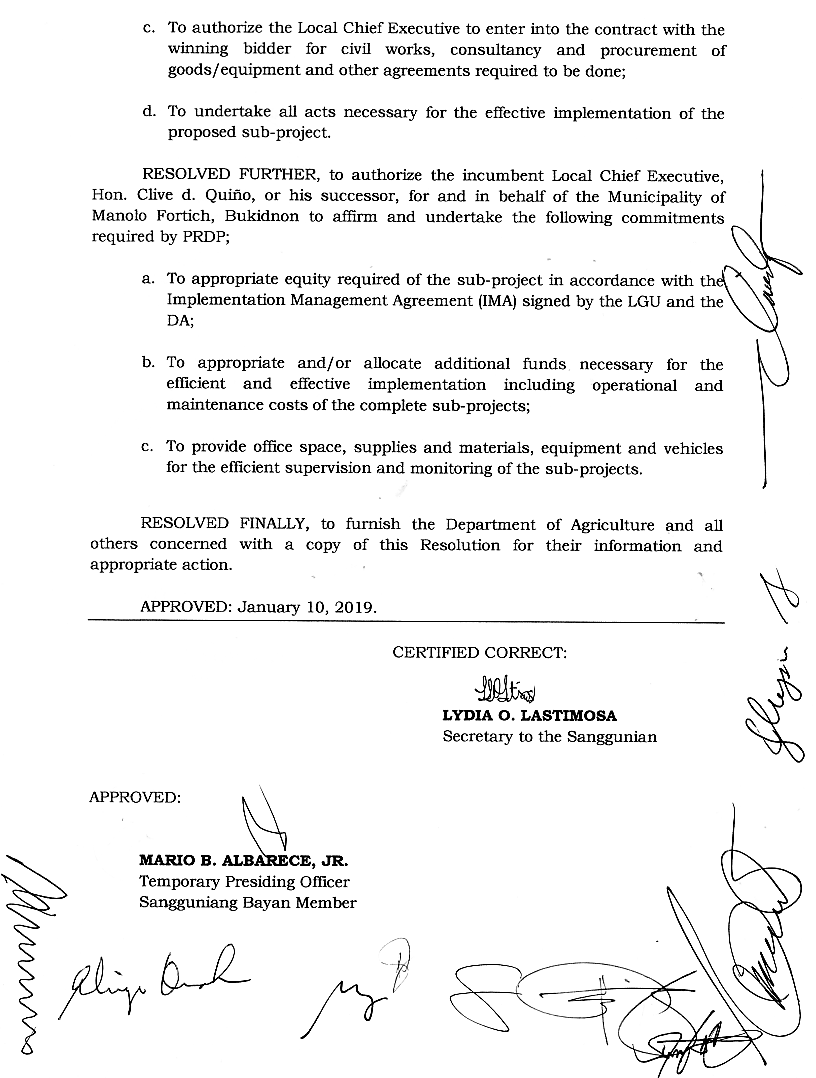 c. To authorize the Local Chief Executive to enter into the contract with the
winning bidder for civil works, consultancy and procurement of
goods/equipment and other agreements required to be done;
d. To undertake all acts necessary for the effective implementation of the
proposed sub-project.
RESOLVED FURTHER, to authorize the incumbent Local Chief Executive,
Hon. Clive d. Quiño, or his successor, for and in behalf of the Municipality of
Manolo Fortich, Bukidnon to affirm and undertake the following commitments
required by PRDP;
a. To appropriate equity required of the sub-project in accordance with the
Implementation Management Agreement (IMA) signed by the LGU and the
DA;
b. To appropriate and/or allocate additional funds necessary for the
efficient and effective implementation including operational and
maintenance costs of the complete sub-projects;
c. To provide office space, supplies and materials, equipment and vehicles
for the efficient supervision and monitoring of the sub-projects.
RESOLVED FINALLY, to furnish the Department of Agriculture and all
others concerned with a copy of this Resolution for their information and
appropriate action.
APPROVED: January 10, 2019.
CERTIFIED CORRECT:
LYDIA O. LASTIMOSA
Secretary to the Sanggunian
APPROVED:
MARIO B. ALBARECE, JR.
Temporary Presiding Officer
Sangguniang Bayan Member